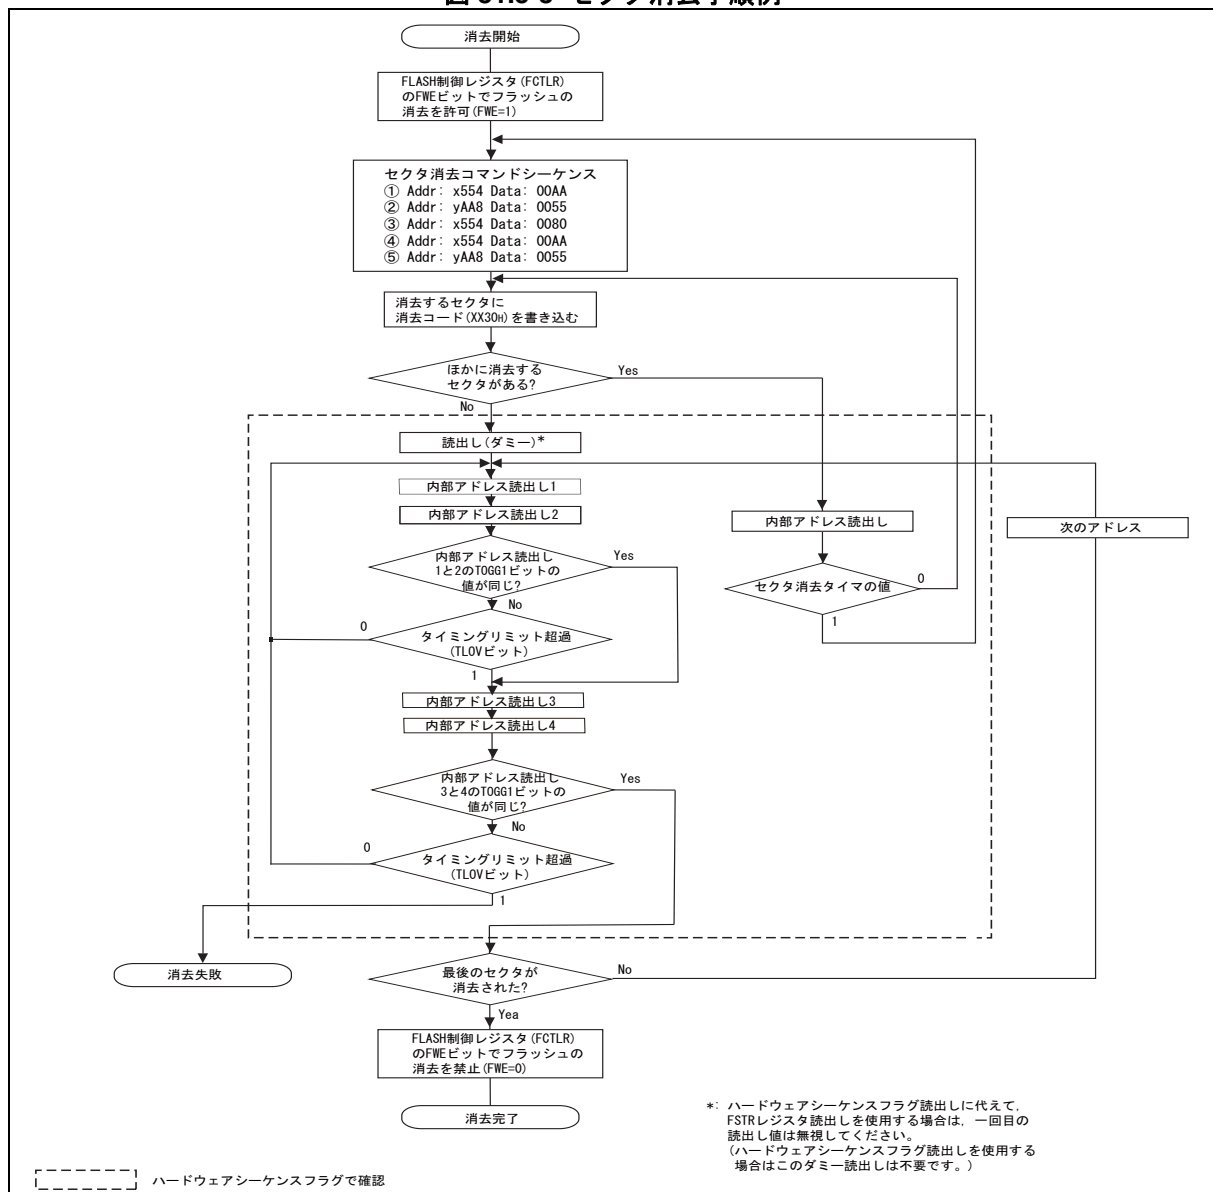 消去開始
FLASH制御レジスタ(FCTLR)
のFWEビットでフラッシュの
消去を許可(FWE=1)
セクタ消去コマンドシーケンス
① Addr: x554 Data: 00AA
② Addr: yAA8 Data: 0055
③ Addr: x554 Data: 0080
④ Addr: x554 Data: 00AA
⑤ Addr: yAA8 Data: 0055
消去するセクタに
消去コード(XX30H)を書き込む
ほかに消去する
セクタがある?
Yes
No
読出し(ダミー)*
内部アドレス読出し1
内部アドレス読出し2
内部アドレス読出し
次のアドレス
内部アドレス読出し
1と2のTOGG1ビットの
値が同じ?
Yes
No
セクタ消去タイマの値
0
1
タイミングリミット超過
(TLOVビット)
0
1
内部アドレス読出し3
内部アドレス読出し4
内部アドレス読出し
3と4のTOGG1ビットの
値が同じ?
Yes
No
タイミングリミット超過
(TLOVビット)
0
1
消去失敗
最後のセクタが
消去された?
No
Yea
FLASH制御レジスタ(FCTLR)
のFWEビットでフラッシュの
消去を禁止(FWE=0)
消去完了
*: ハードウェアシーケンスフラグ読出しに代えて,
FSTRレジスタ読出しを使用する場合は, 一回目の
読出し値は無視してください。
(ハードウェアシーケンスフラグ読出しを使用する
場合はこのダミー読出しは不要です。)
ハードウェアシーケンスフラグで確認